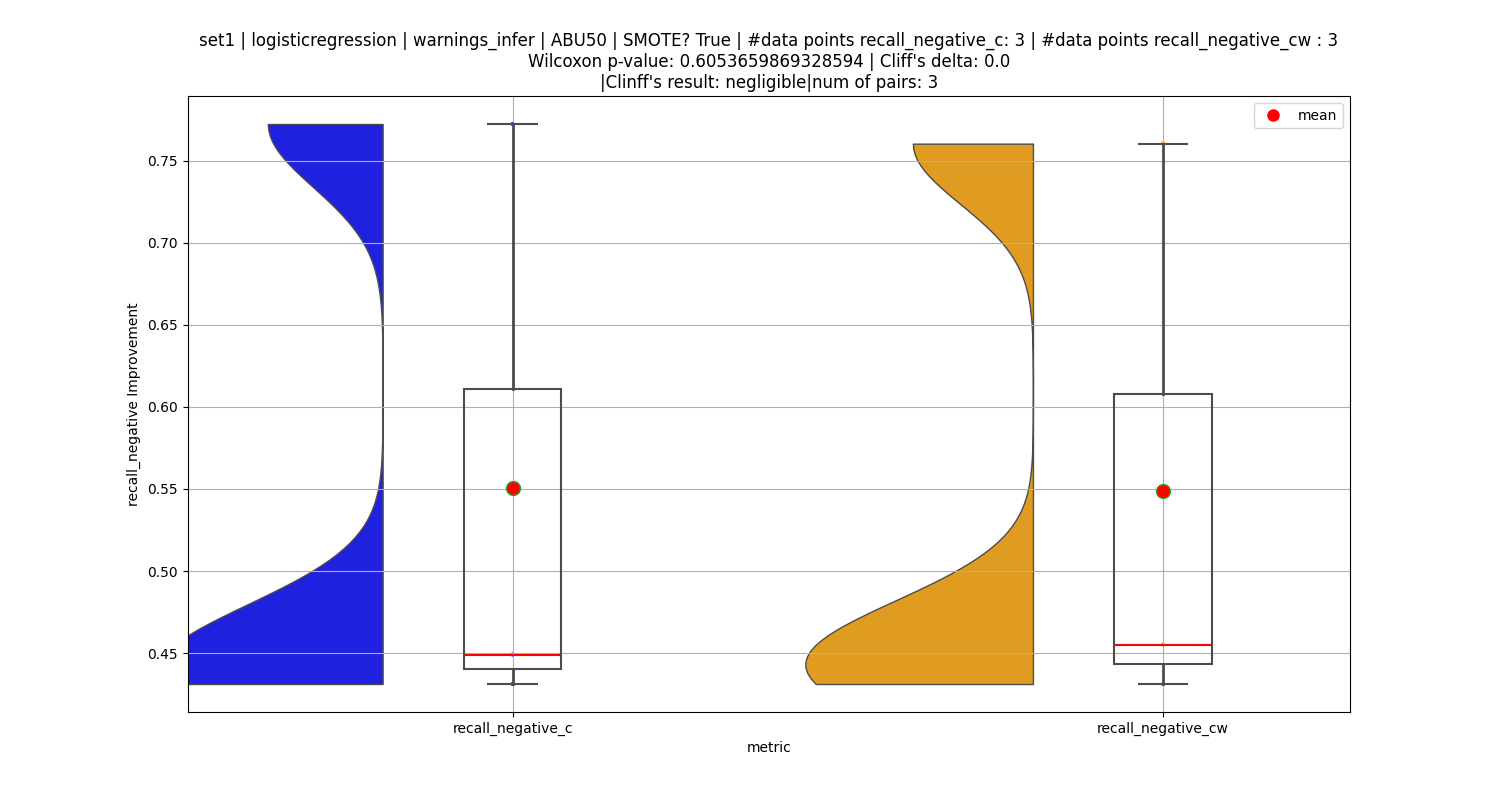 set1 | logisticregression | warnings_infer | ABU50 | SMOTE? True | #data points recall_negative_c: 3 | #data points recall_negative_cw : 3
Wilcoxon p-value: 0.6053659869328594 | Cliff's delta: 0.0
|Clinff's result: negligible|num of pairs: 3
mean
0.75
0.70
0.65
0.60
0.55
0.50
0.45
recall_negative Improvement
recall_negative_c
recall_negative_cw
metric